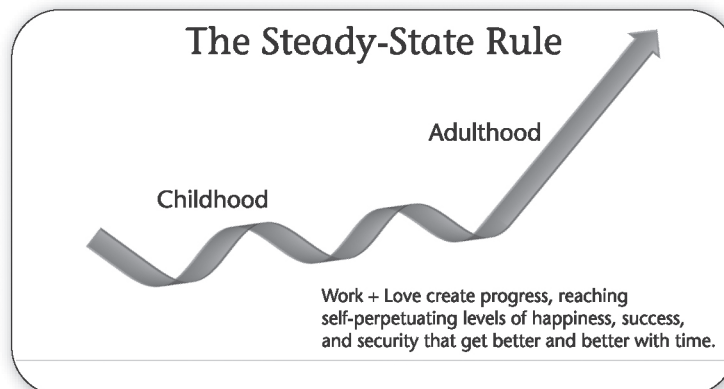 The Steady-State Rule
Adulthood
Childhood
Work + Love create progress, reaching
self-perpetuating levels of happiness, success,
and security that get better and better with time.